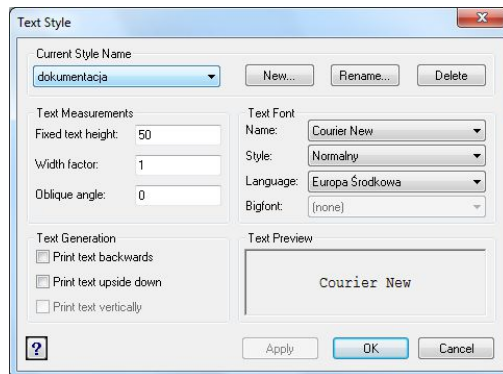 Text Style
Current Style Name
dokumentacja
New...
Rename...
Delete
Text Measurements
Fixed text height: 50
Width factor: 1
Oblique angle: 0
Text Font
Name: Courier New
Style: Normalny
Language: Europa Środkowa
Bigfont: (none)
Text Generation
Print text backwards
Print text upside down
Print text vertically
Text Preview
Courier New
?
Apply
OK
Cancel